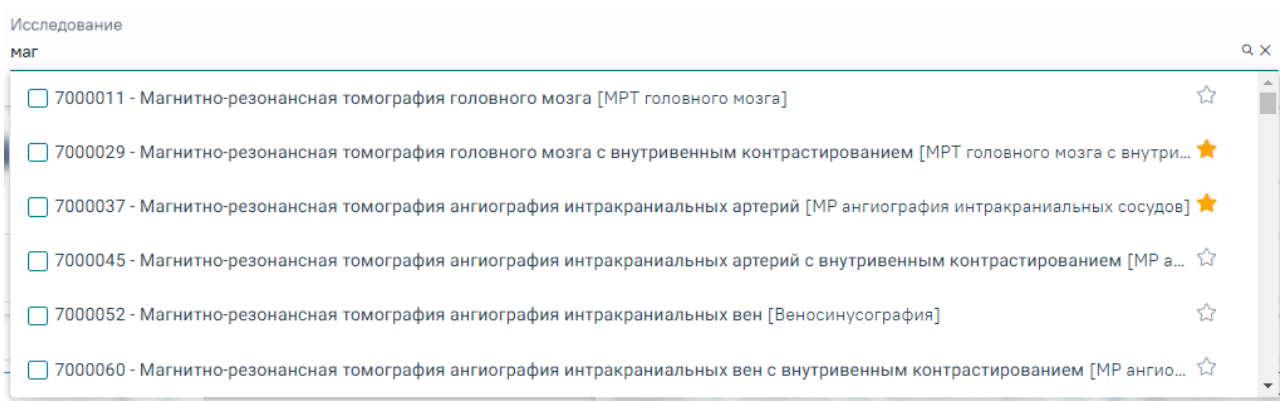 Исследование
маг
7000011 - Магнитно-резонансная томография головного мозга [МРТ головного мозга]
7000029 - Магнитно-резонансная томография головного мозга с внутривенным контрастированием [МРТ головного мозга с внутри...
7000037 - Магнитно-резонансная томография ангиография интракраниальных артерий [МР ангиография интракраниальных сосудов]
7000045 - Магнитно-резонансная томография ангиография интракраниальных артерий с внутривенным контрастированием [МР а...
7000052 - Магнитно-резонансная томография ангиография интракраниальных вен [Веносинусография]
7000060 - Магнитно-резонансная томография ангиография интракраниальных вен с внутривенным контрастированием [МР ангио...